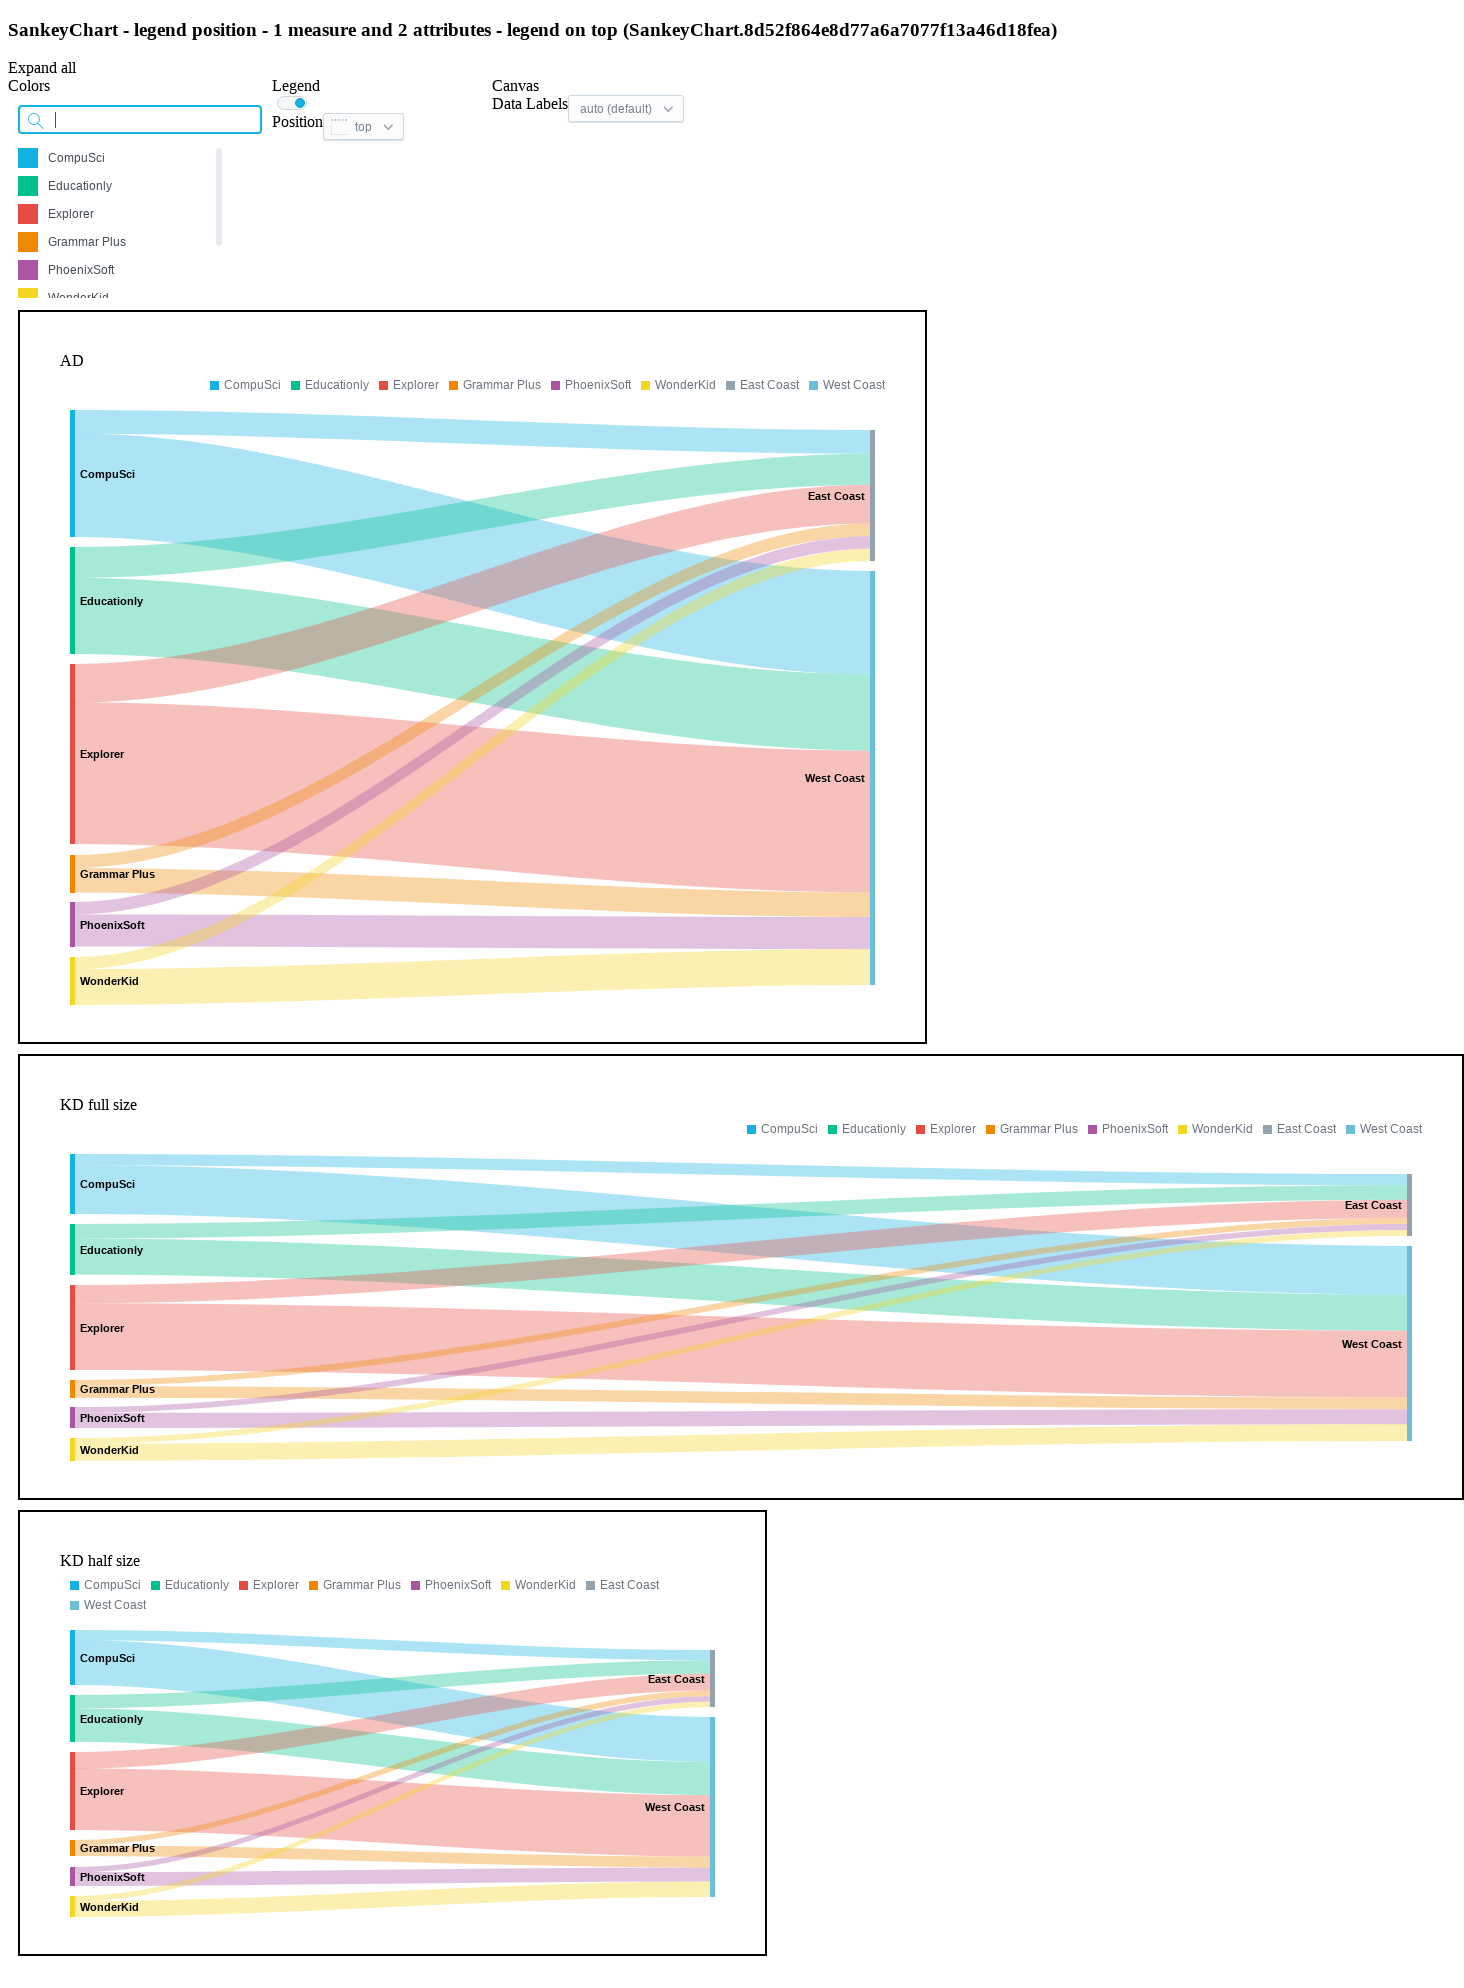 SankeyChart - legend position - 1 measure and 2 attributes - legend on top (SankeyChart.8d52f864e8d77a6a7077f13a46d18fea)
Expand all
Colors
CompuSci
Educationly
Explorer
Grammar Plus
PhoenixSoft
WonderKid
Legend
Position top
Canvas
Data Labels auto (default)
AD
CompuSci Educationly Explorer Grammar Plus PhoenixSoft WonderKid East Coast West Coast
CompuSci
East Coast
Educationly
Explorer
West Coast
Grammar Plus
PhoenixSoft
WonderKid
KD full size
CompuSci Educationly Explorer Grammar Plus PhoenixSoft WonderKid East Coast West Coast
CompuSci
East Coast
Educationly
Explorer
West Coast
Grammar Plus
PhoenixSoft
WonderKid
KD half size
CompuSci Educationly Explorer Grammar Plus PhoenixSoft WonderKid East Coast
West Coast
CompuSci
East Coast
Educationly
Explorer
West Coast
Grammar Plus
PhoenixSoft
WonderKid